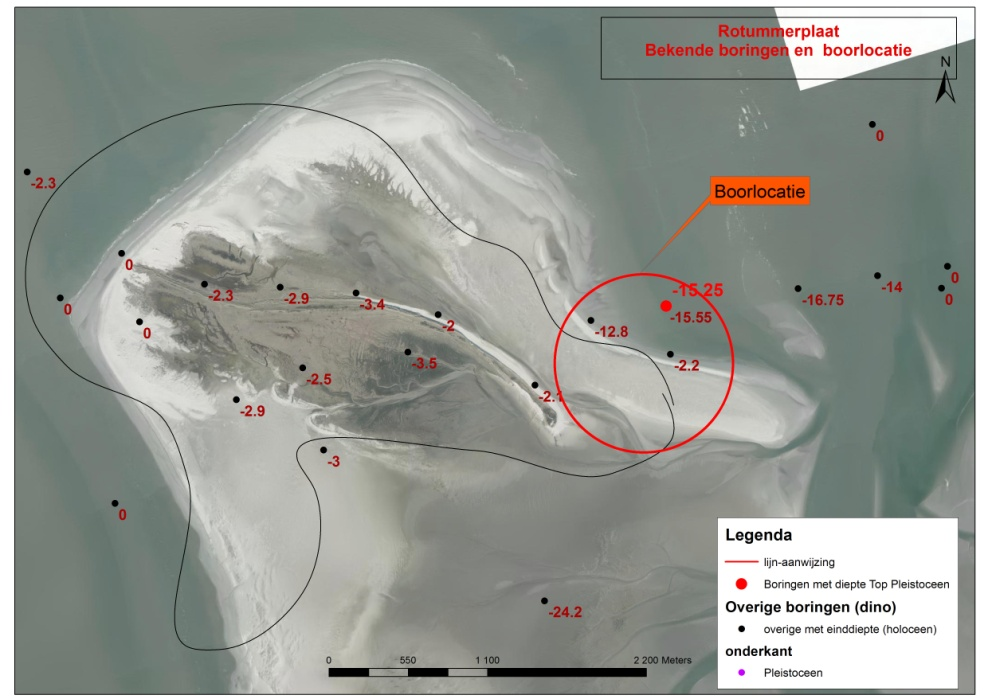 Rotummerplaat
Bekende boringen en boorlocatie
N
0
-2.3
Boorlocatie
0
0
-2.3
-2.9
-3.4
-15.25
-15.55
-16.75
-14
0
0
0
-2
-12.8
-3.5
-2.2
-2.5
-2.1
-2.9
-3
0
-24.2
Legenda
lijn-aanwijzing
Boringen met diepte Top Pleistoceen
Overige boringen (dino)
overige met einddiepte (holoceen)
onderkant
Pleistoceen
0 550 1 100 2 200 Meters